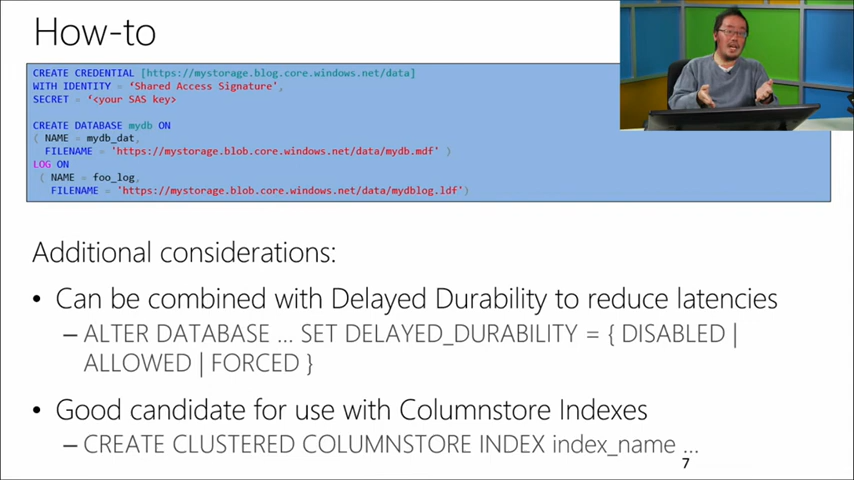 How-to
CREATE CREDENTIAL [https://mystorage.blog.core.windows.net/data]
WITH IDENTITY = 'Shared Access Signature',
SECRET = '<your SAS key>
CREATE DATABASE mydb ON
( NAME = mydb_dat,
FILENAME = 'https://mystorage.blob.core.windows.net/data/mydb.mdf' )
LOG ON
( NAME = foo_log,
FILENAME = 'https://mystorage.blob.core.windows.net/data/mydblog.ldf')
Additional considerations:
• Can be combined with Delayed Durability to reduce latencies
– ALTER DATABASE ... SET DELAYED_DURABILITY = { DISABLED |
ALLOWED | FORCED }
• Good candidate for use with Columnstore Indexes
– CREATE CLUSTERED COLUMNSTORE INDEX index_name ...
7